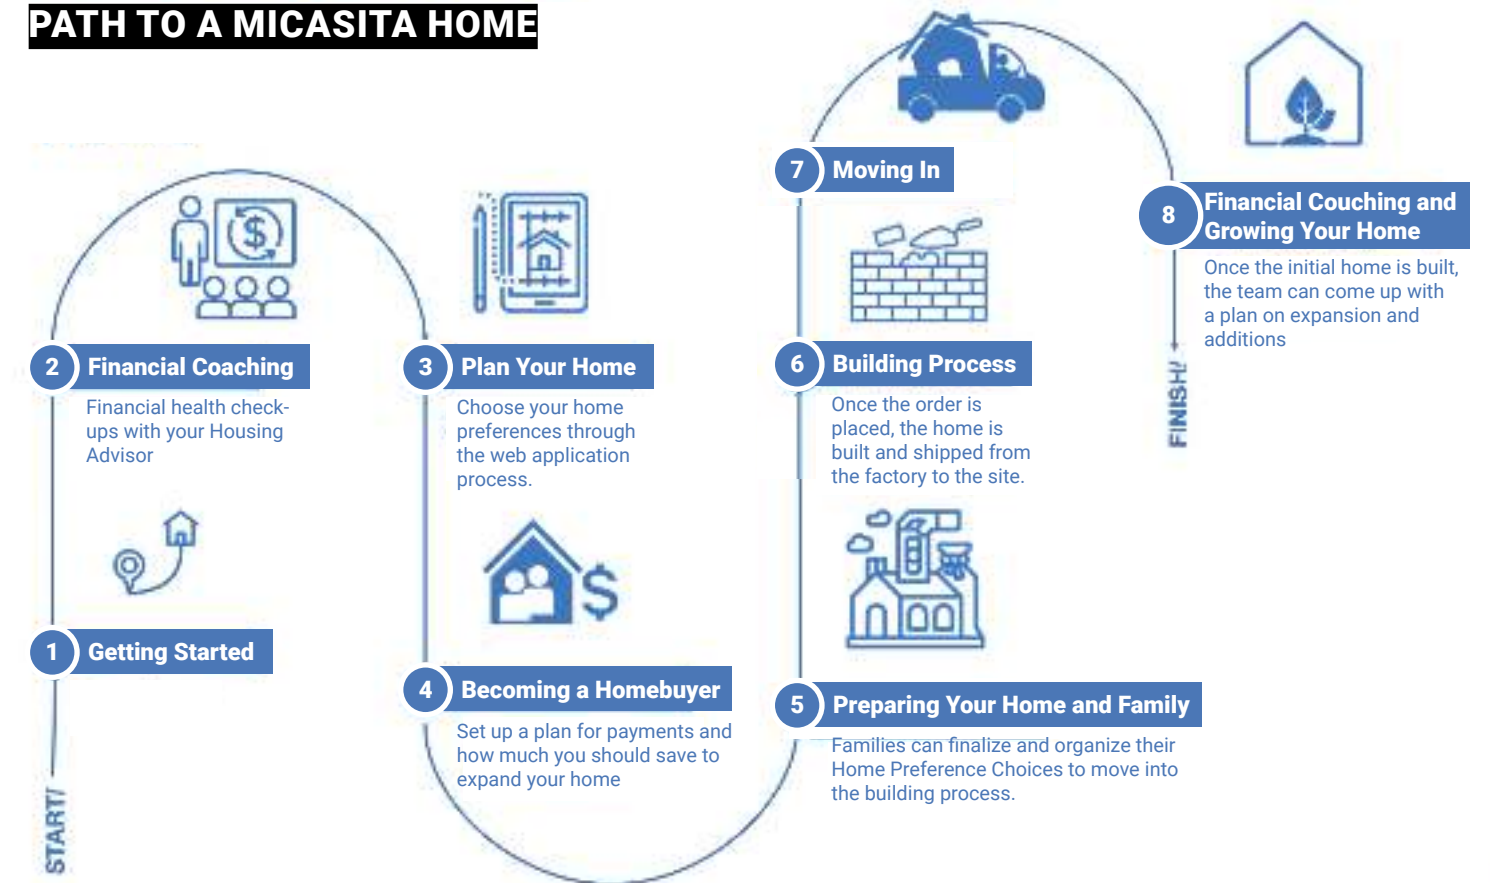 PATH TO A MICASITA HOME
START/
1 Getting Started
2 Financial Coaching
Financial health check-
ups with your Housing
Advisor
3 Plan Your Home
Choose your home
preferences through
the web application
process.
4 Becoming a Homebuyer
Set up a plan for payments and
how much you should save to
expand your home
5 Preparing Your Home and Family
Families can finalize and organize their
Home Preference Choices to move into
the building process.
6 Building Process
Once the order is
placed, the home is
built and shipped from
the factory to the site.
7 Moving In
8 Financial Couching and
Growing Your Home
Once the initial home is built,
the team can come up with
a plan on expansion and
additions
FINISH/